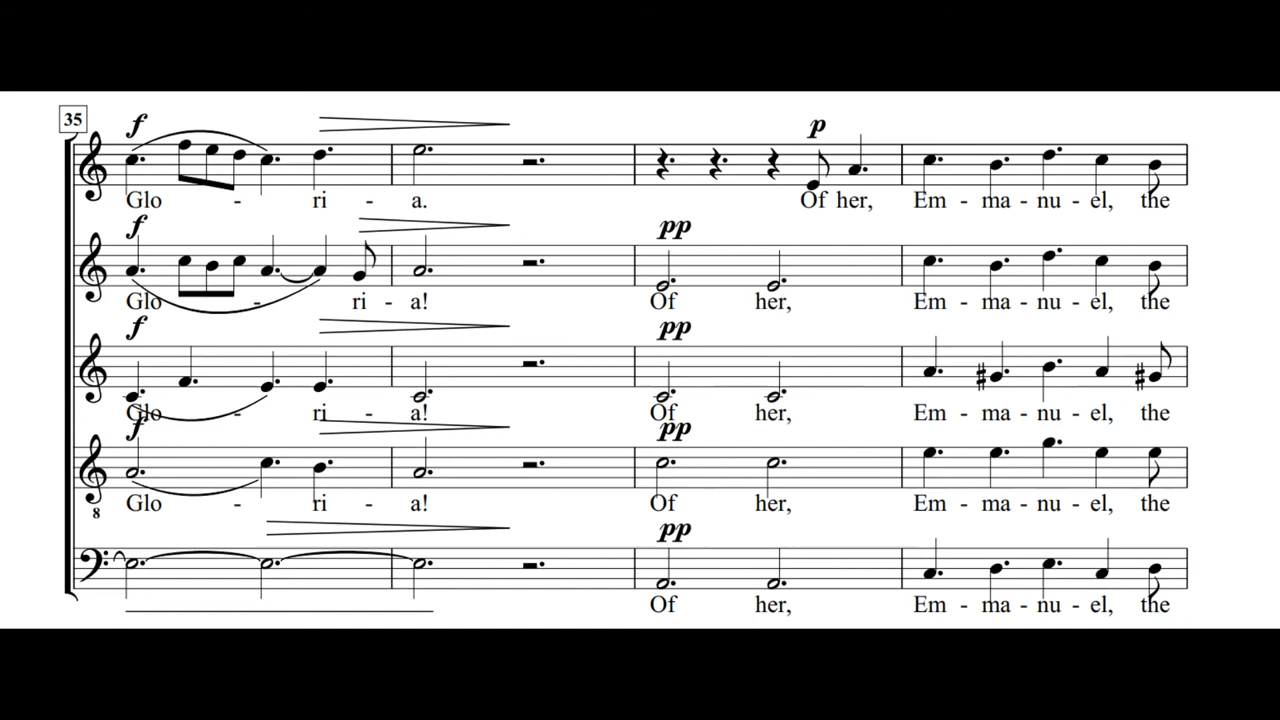 35
f
Glo - ri - a.
p
Of her, Em - ma - nu - el, the
f
Glo - ri - a!
pp
Of her, Em - ma - nu - el, the
f
Glo - ri - a!
pp
Of her, Em - ma - nu - el, the
f
Glo - ri - a!
pp
Of her, Em - ma - nu - el, the
8
pp
Of her, Em - ma - nu - el, the